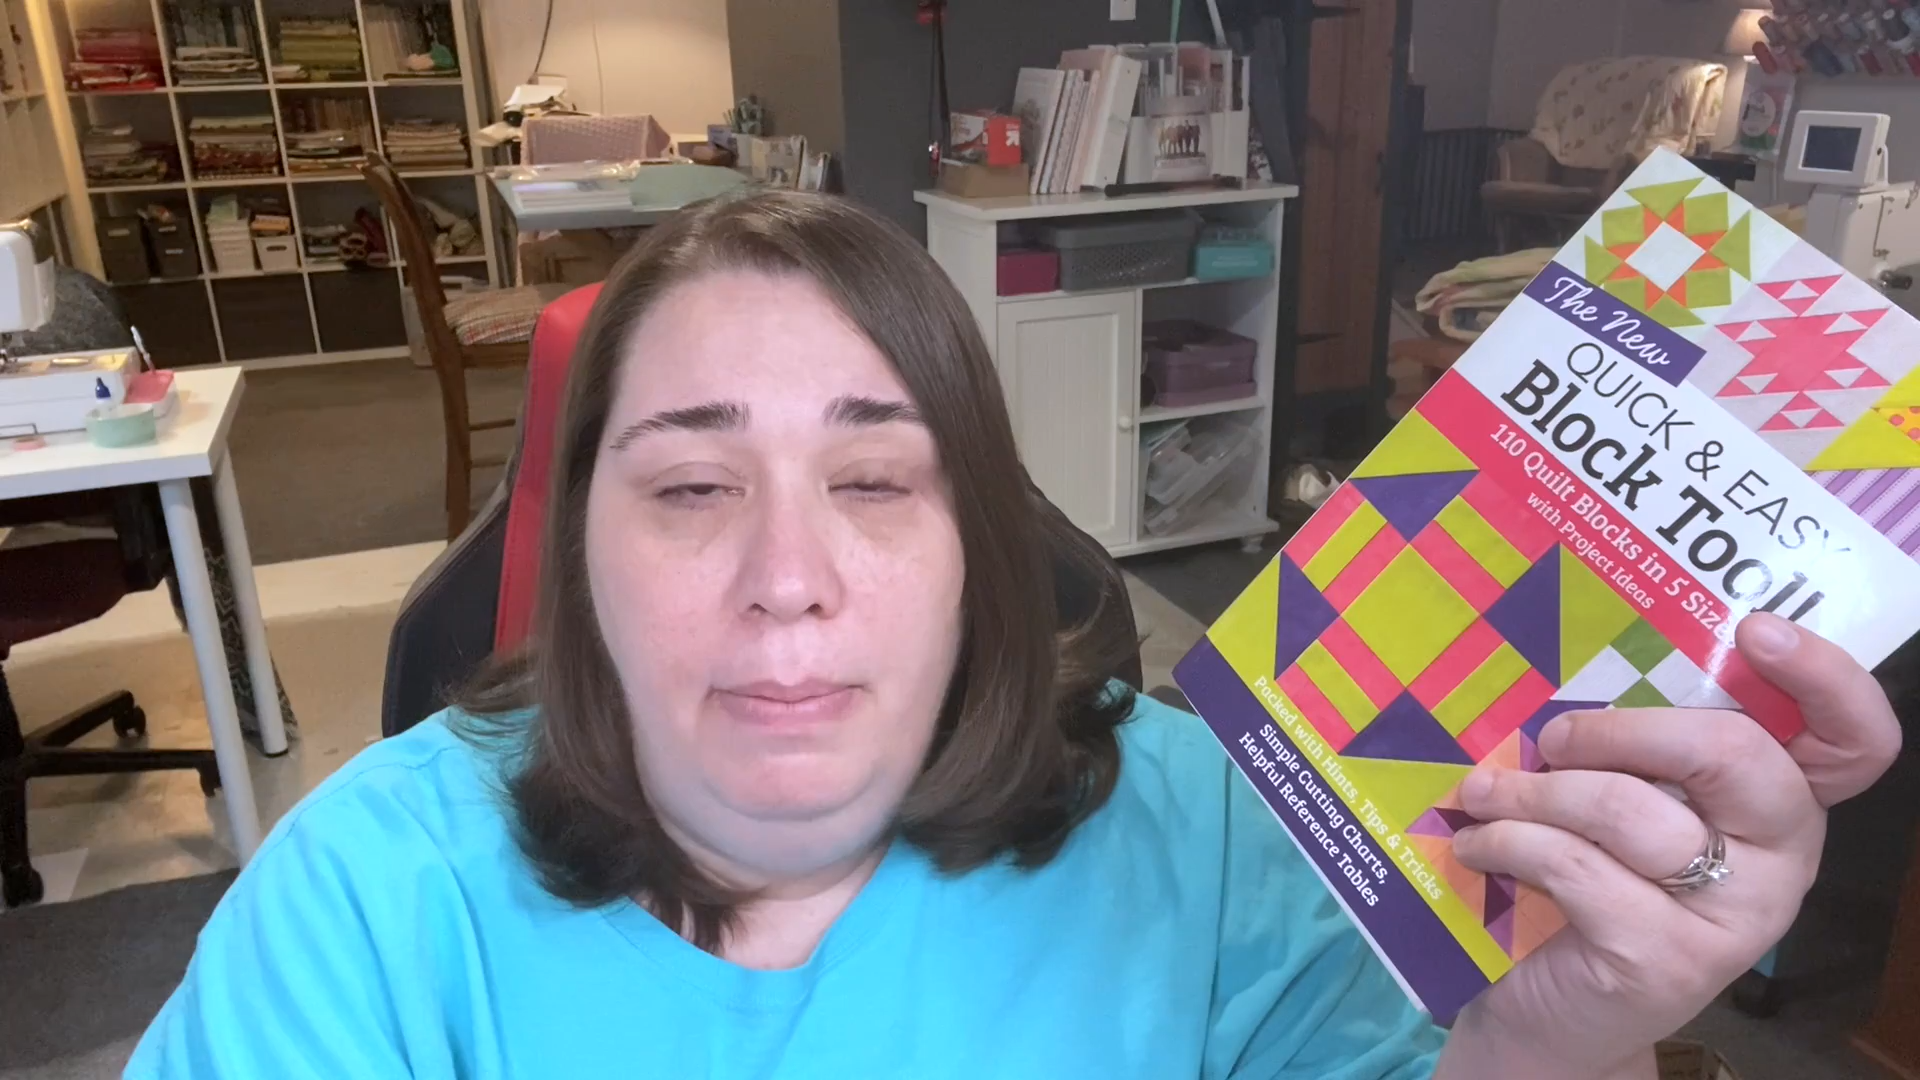 The New
QUICK & EASY
Block Tool!
110 Quilt Blocks in 5 Sizes
with Project Ideas
Packed with Hints, Tips & Tricks
Simple Cutting Charts,
Helpful Reference Tables